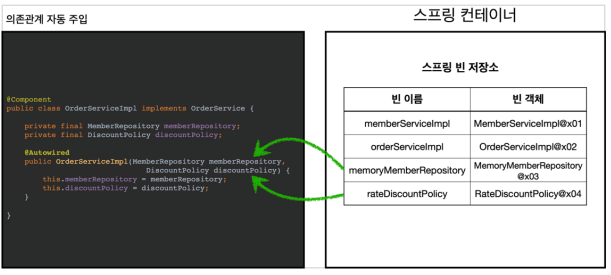 의존관계 자동 주입
@Component
public class OrderServiceImpl implements OrderService {
private final MemberRepository memberRepository;
private final DiscountPolicy discountPolicy;
@Autowired
public OrderServiceImpl(MemberRepository memberRepository,
DiscountPolicy discountPolicy) {
this.memberRepository = memberRepository;
this.discountPolicy = discountPolicy;
}
}
스프링 컨테이너
스프링 빈 저장소
빈 이름 빈 객체
memberServiceImpl MemberServiceImpl@x01
orderServiceImpl OrderServiceImpl@x02
memoryMemberRepository MemoryMemberRepository
@x03
rateDiscountPolicy RateDiscountPolicy@x04